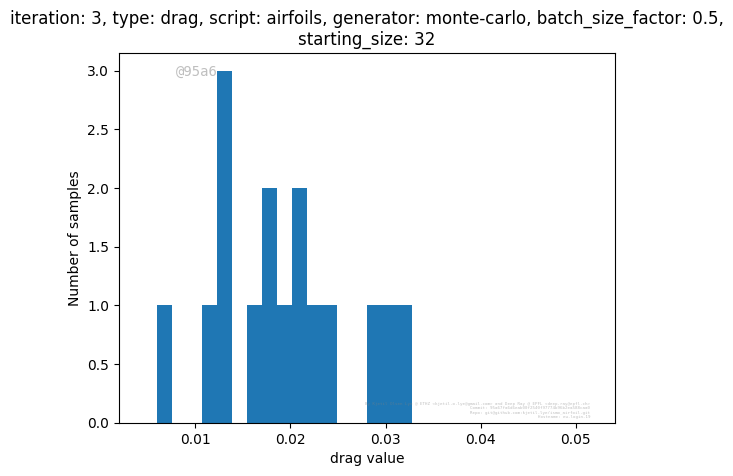 iteration: 3, type: drag, script: airfoils, generator: monte-carlo, batch_size_factor: 0.5,
starting_size: 32
@95a6
3.0
2.5
2.0
1.5
1.0
0.5
0.0
Number of samples
0.01 0.02 0.03 0.04 0.05
drag value